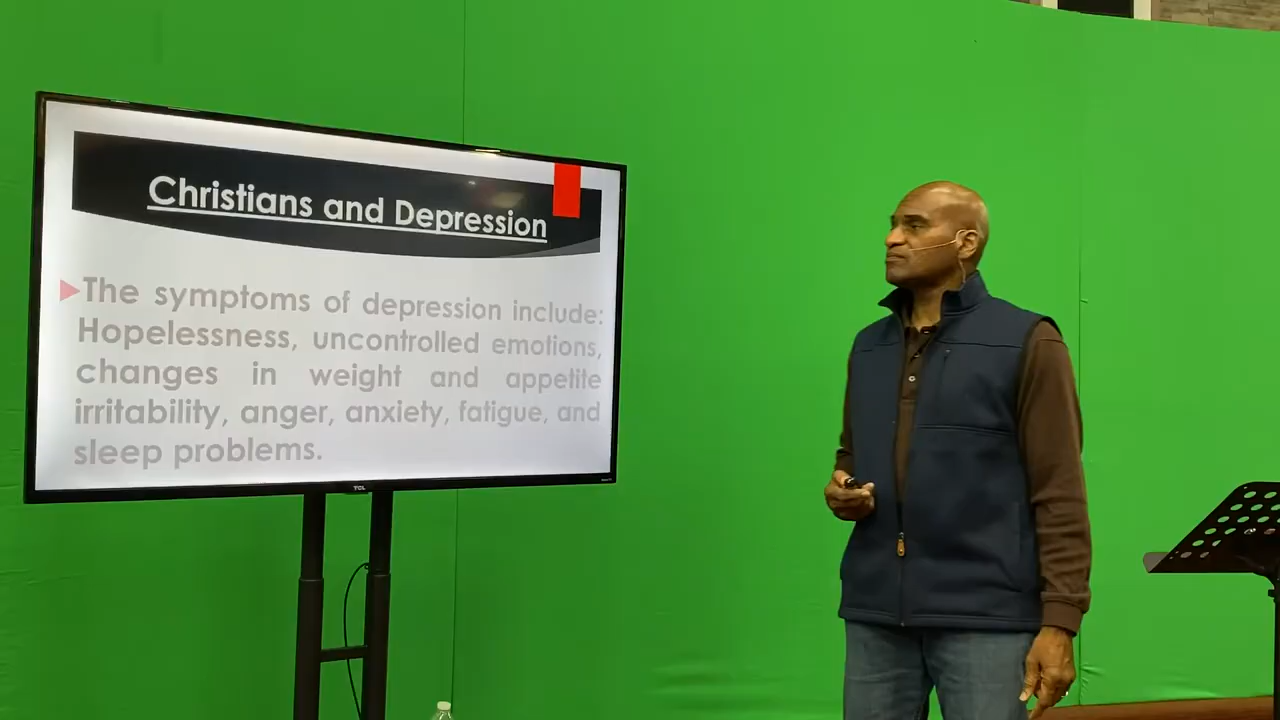 Christians and Depression
The symptoms of depression include:
Hopelessness, uncontrolled emotions,
changes in weight and appetite
irritability, anger, anxiety, fatigue, and
sleep problems.
TCL